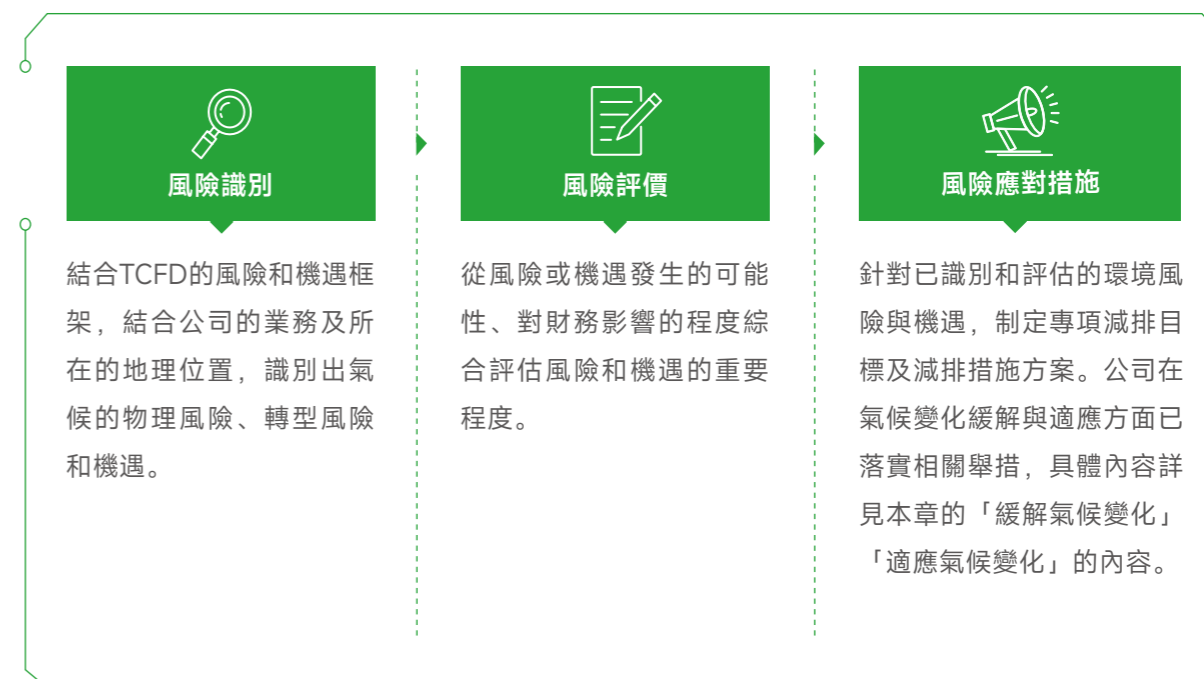 風險識別
結合TCFD的風險和機遇框
架，結合公司的業務及所
在的地理位置，識別出氣
候的物理風險、轉型風險
和機遇。
風險評價
從風險或機遇發生的可能
性、對財務影響的程度綜
合評估風險和機遇的重要
程度。
風險應對措施
針對已識別和評估的環境風
險與機遇，制定專項減排目
標及減排措施方案。公司在
氣候變化緩解與適應方面已
落實相關舉措，具體內容詳
見本章的「緩解氣候變化」
「適應氣候變化」的內容。